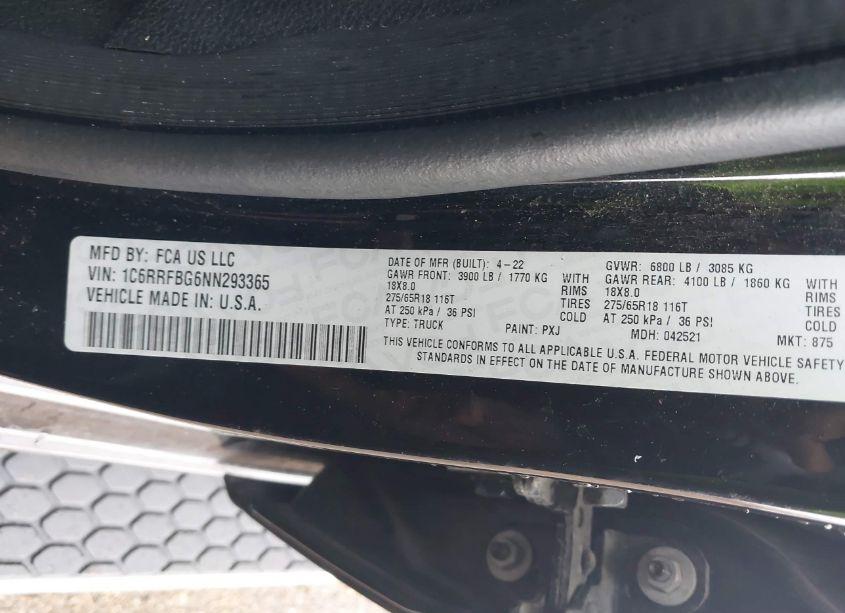 MFD BY: FCA US LLC
VIN: 1C6RRFBG6NN293365
VEHICLE MADE IN: U.S.A.
DATE OF MFR (BUILT): 4-22
GAWR FRONT: 3900 LB / 1770 KG WITH
18X8.0 RIMS
275/65R18 116T TIRES
AT 250 kPa / 36 PSI COLD
TYPE: TRUCK PAINT: PXJ
GVWR: 6800 LB / 3085 KG
GAWR REAR: 4100 LB / 1860 KG WITH
18X8.0 RIMS
275/65R18 116T TIRES
AT 250 kPa / 36 PSI COLD
MDH: 042521 MKT: 875
THIS VEHICLE CONFORMS TO ALL APPLICABLE U.S.A. FEDERAL MOTOR VEHICLE SAFETY
STANDARDS IN EFFECT ON THE DATE OF MANUFACTURE SHOWN ABOVE.